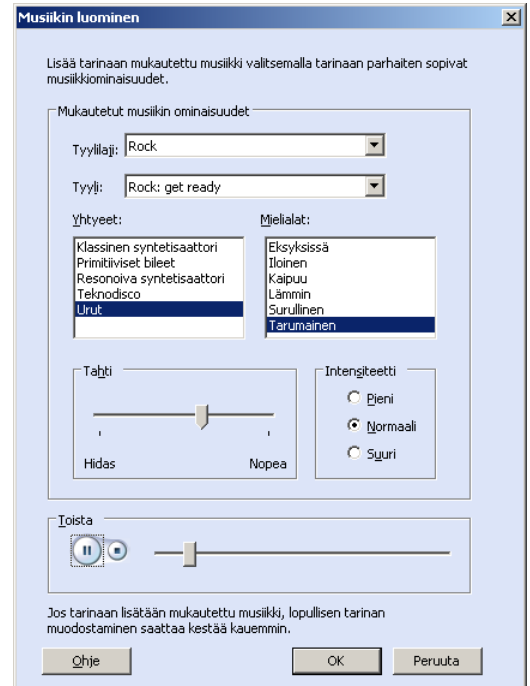 Musiikin luominen
Lisää tarinaan mukautettu musiikki valitsemalla tarinaan parhaiten sopivat
musiikkiominaisuudet.
Mukautetut musiikin ominaisuudet
Tyylilaji: Rock
Tyyli: Rock: get ready
Yhtyeet:
Klassinen syntetisaattori
Primitiiviset bileet
Resonoiva syntetisaattori
Teknodisco
Urut
Mielialat:
Eksyksissä
Iloinen
Kaipuu
Lämmin
Surullinen
Tarumainen
Tahti
Hidas Nopea
Intensiteetti
Pieni
Normaali
Suuri
Toista
Jos tarinaan lisätään mukautettu musiikki, lopullisen tarinan
muodostaminen saattaa kestää kauemmin.
Ohje OK Peruuta